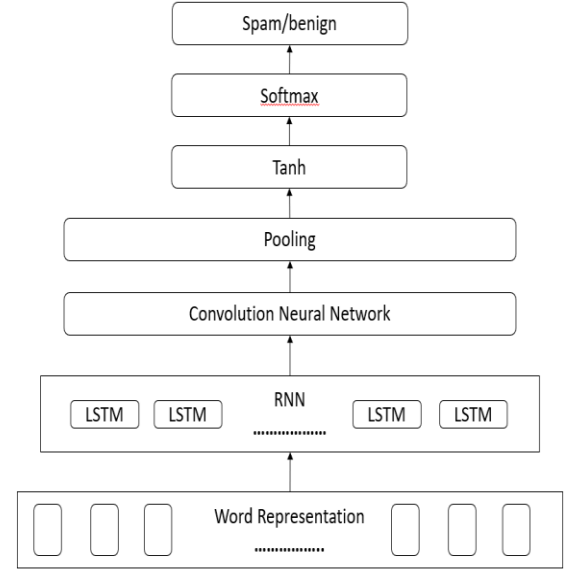 Spam/benign
Softmax
Tanh
Pooling
Convolution Neural Network
RNN
LSTM LSTM LSTM LSTM
..................
Word Representation
.................